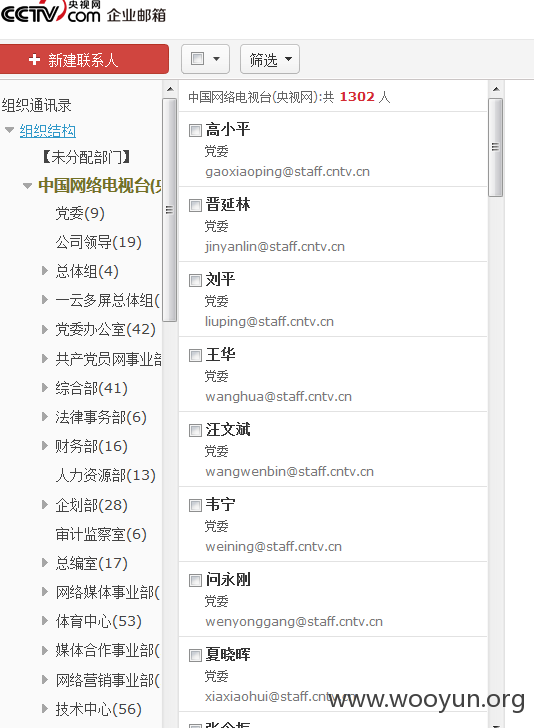 CCTV com 央视网 企业邮箱
+ 新建联系人
筛选
组织通讯录
组织结构
【未分配部门】
中国网络电视台(央
党委(9)
公司领导(19)
总体组(4)
一云多屏总体组(
党委办公室(42)
共产党员网事业部
综合部(41)
法律事务部(6)
财务部(16)
人力资源部(13)
企划部(28)
审计监察室(6)
总编室(17)
网络媒体事业部(
体育中心(53)
媒体合作事业部(
网络营销事业部(
技术中心(56)
中国网络电视台(央视网):共 1302 人
高小平
党委
gaoxiaoping@staff.cntv.cn
晋延林
党委
jinyanlin@staff.cntv.cn
刘平
党委
liuping@staff.cntv.cn
王华
党委
wanghua@staff.cntv.cn
汪文斌
党委
wangwenbin@staff.cntv.cn
韦宁
党委
weining@staff.cntv.cn
问永刚
党委
wenyonggang@staff.cntv.cn
夏晓晖
党委
xiaxiaohui@staff.cntv.cn
www.wooyun.org